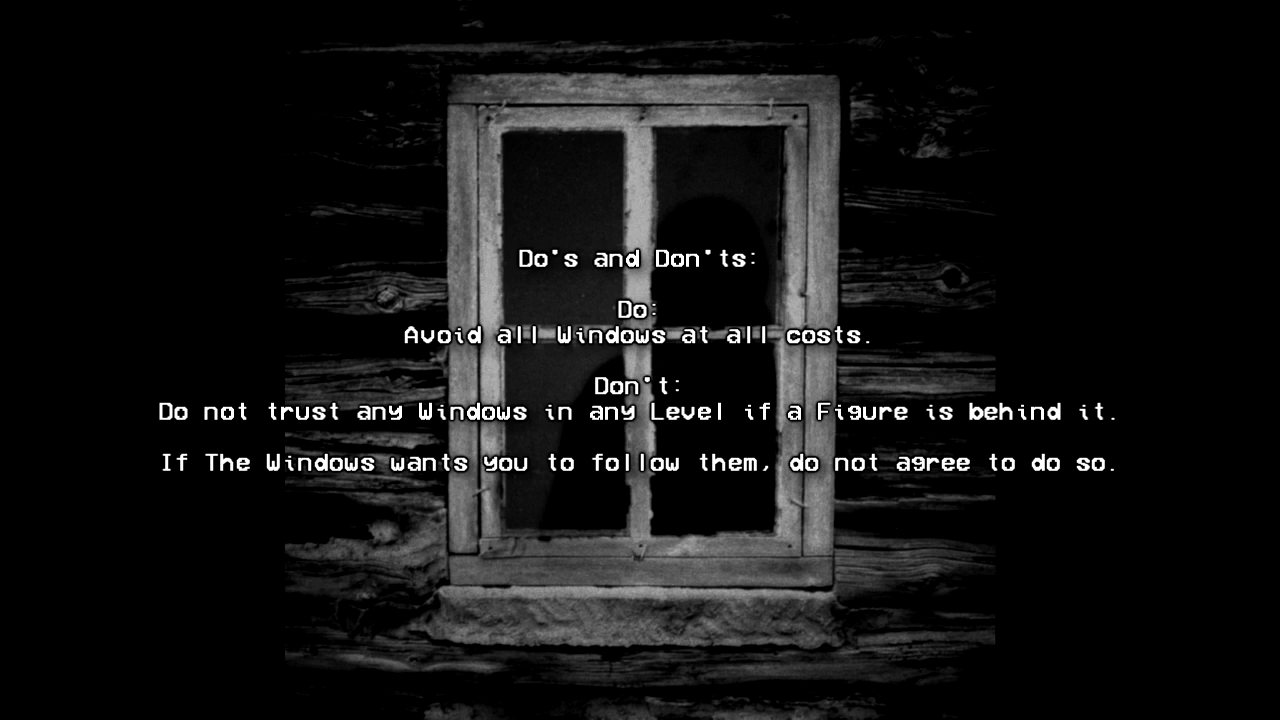 Do's and Don'ts:
Do:
Avoid all Windows at all costs.
Don't:
Do not trust any Windows in any Level if a Figure is behind it.
If The Windows wants you to follow them, do not agree to do so.